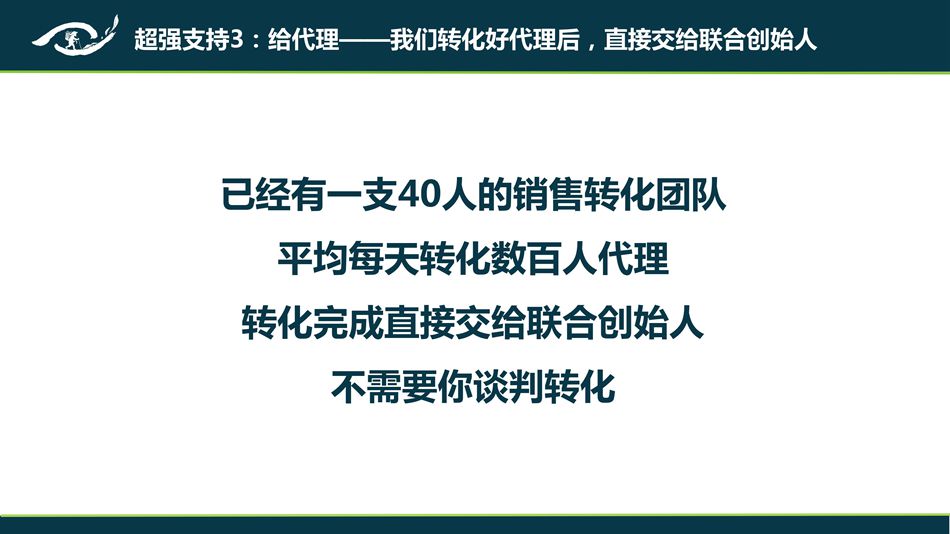 超强支持3：给代理——我们转化好代理后，直接交给联合创始人
已经有一支40人的销售转化团队
平均每天转化数百人代理
转化完成直接交给联合创始人
不需要你谈判转化